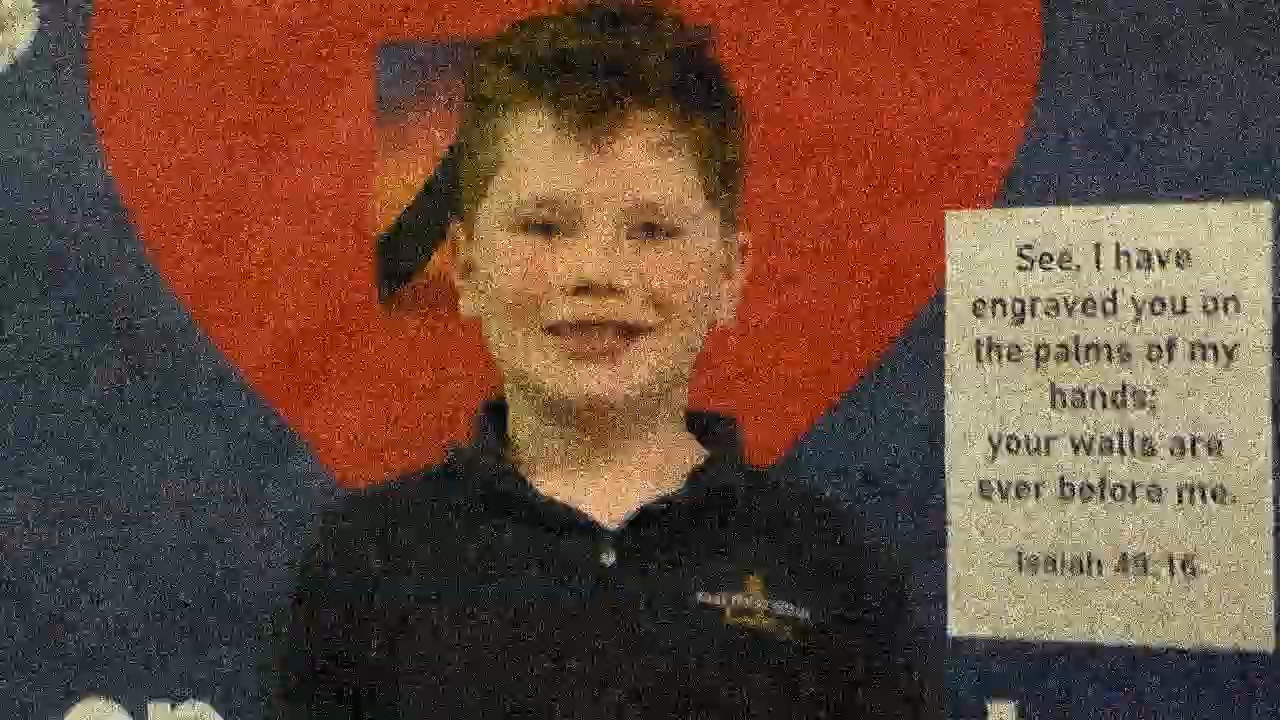 See, I have
engraved you on
the palms of my
hands;
your walls are
ever before me.
Isaiah 49:16
en